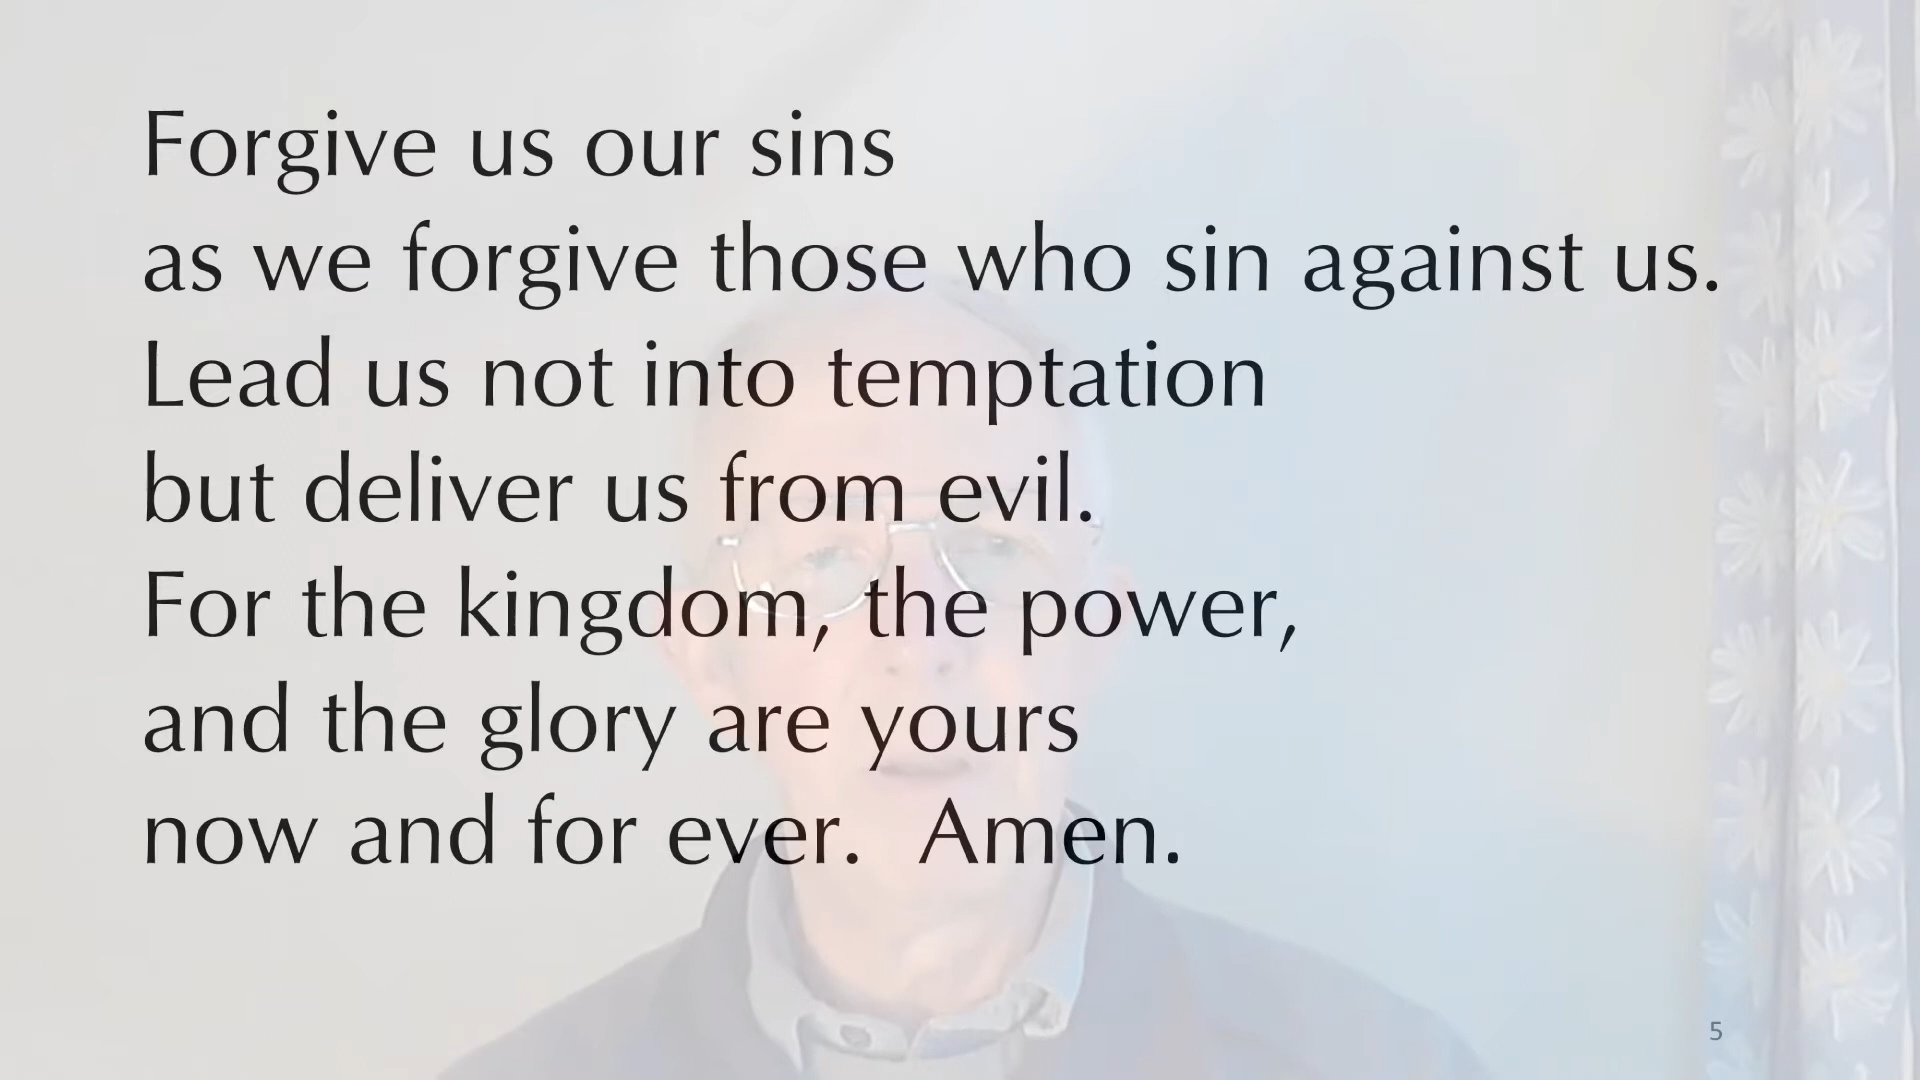 Forgive us our sins
as we forgive those who sin against us.
Lead us not into temptation
but deliver us from evil.
For the kingdom, the power,
and the glory are yours
now and for ever.  Amen.
5